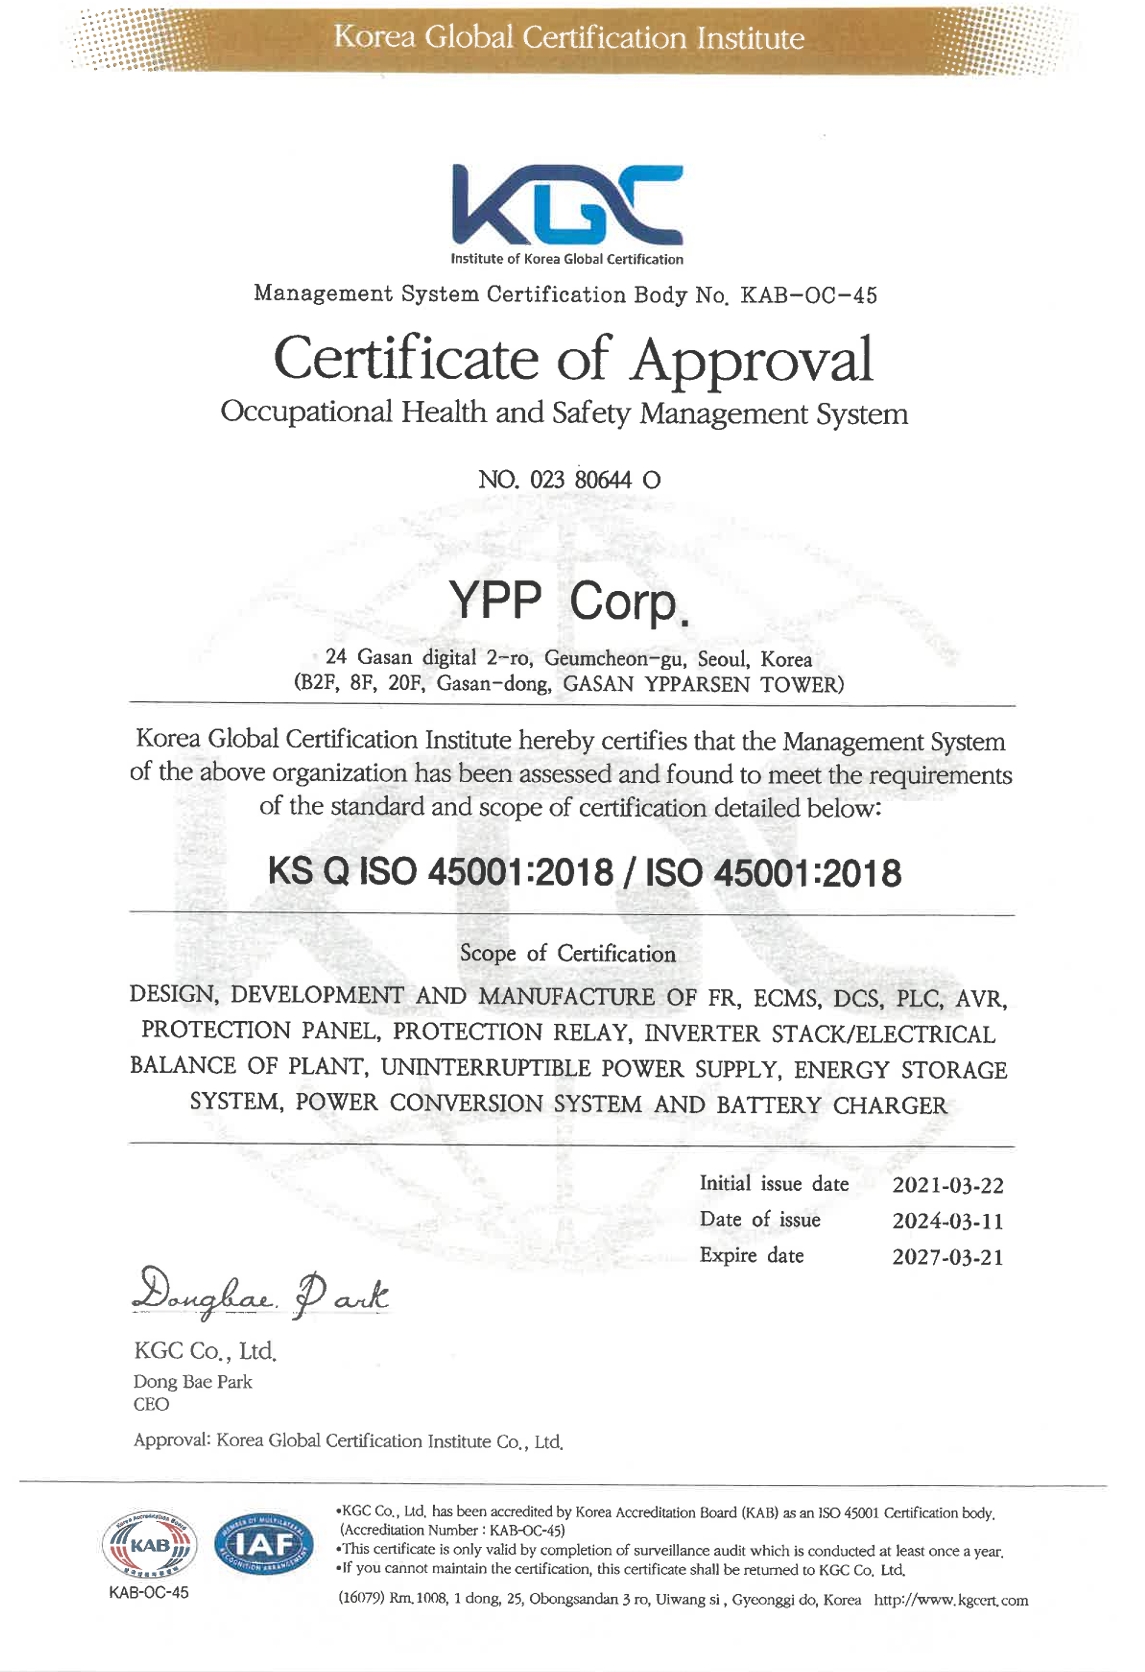 Korea Global Certification Institute
KGC
Institute of Korea Global Certification
Management System Certification Body No. KAB-OC-45
Certificate of Approval
Occupational Health and Safety Management System
NO. 023 80644 O
YPP Corp.
24 Gasan digital 2-ro, Geumcheon-gu, Seoul, Korea
(B2F, 8F, 20F, Gasan-dong, GASAN YPPARSEN TOWER)
Korea Global Certification Institute hereby certifies that the Management System
of the above organization has been assessed and found to meet the requirements
of the standard and scope of certification detailed below:
KS Q ISO 45001:2018 / ISO 45001:2018
Scope of Certification
DESIGN, DEVELOPMENT AND MANUFACTURE OF FR, ECMS, DCS, PLC, AVR,
PROTECTION PANEL, PROTECTION RELAY, INVERTER STACK/ELECTRICAL
BALANCE OF PLANT, UNINTERRUPTIBLE POWER SUPPLY, ENERGY STORAGE
SYSTEM, POWER CONVERSION SYSTEM AND BATTERY CHARGER
Initial issue date 2021-03-22
Date of issue 2024-03-11
Expire date 2027-03-21
Dongbae. Park
KGC Co., Ltd.
Dong Bae Park
CEO
Approval: Korea Global Certification Institute Co., Ltd.
Korea Accreditation Board
KAB
KAB-OC-45
MEMBER OF MULTILATERAL
IAF
RECOGNITION ARRANGEMENT
•KGC Co., Ltd. has been accredited by Korea Accreditation Board (KAB) as an ISO 45001 Certification body.
(Accreditation Number : KAB-OC-45)
•This certificate is only valid by completion of surveillance audit which is conducted at least once a year.
•If you cannot maintain the certification, this certificate shall be returned to KGC Co. Ltd.
(16079) Rm. 1008, 1 dong, 25, Obongsandan 3 ro, Uiwang si , Gyeonggi do, Korea http://www.kgcert.com